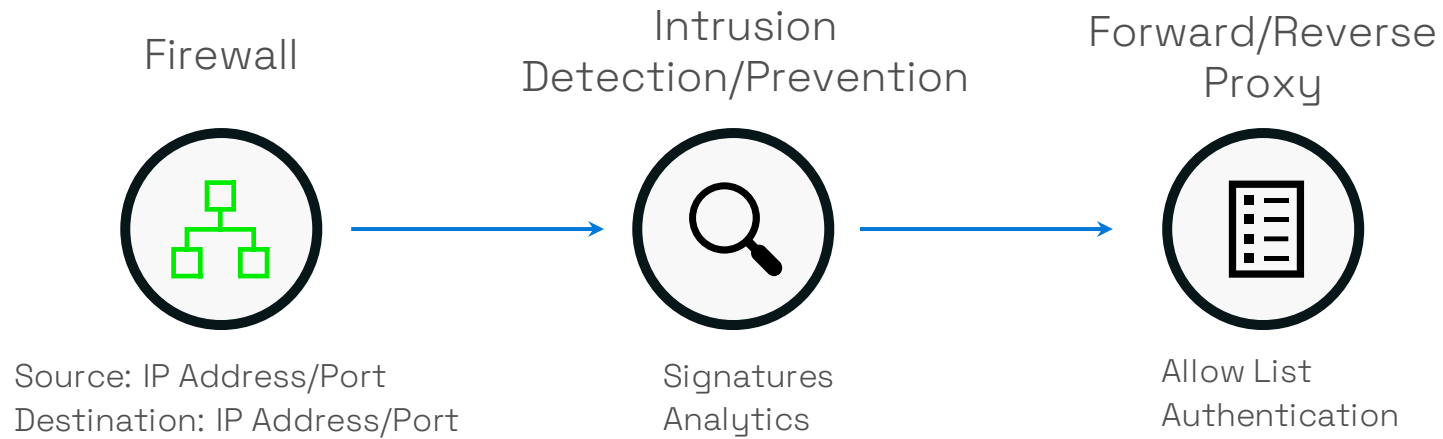 Firewall
Source: IP Address/Port
Destination: IP Address/Port
Intrusion
Detection/Prevention
Signatures
Analytics
Forward/Reverse
Proxy
Allow List
Authentication